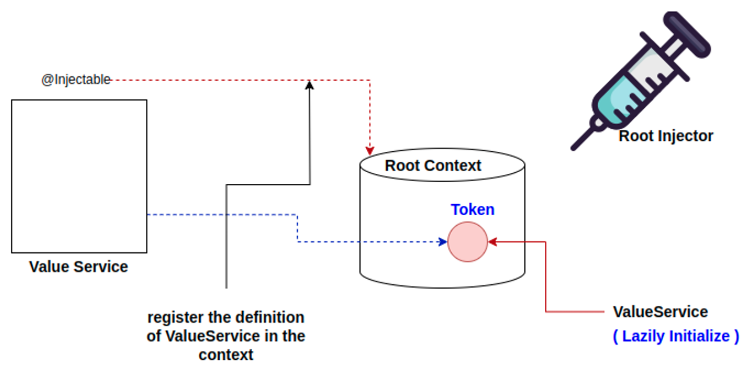 @Injectable
Root Injector
Root Context
Token
Value Service
register the definition
of ValueService in the
context
ValueService
( Lazily Initialize )